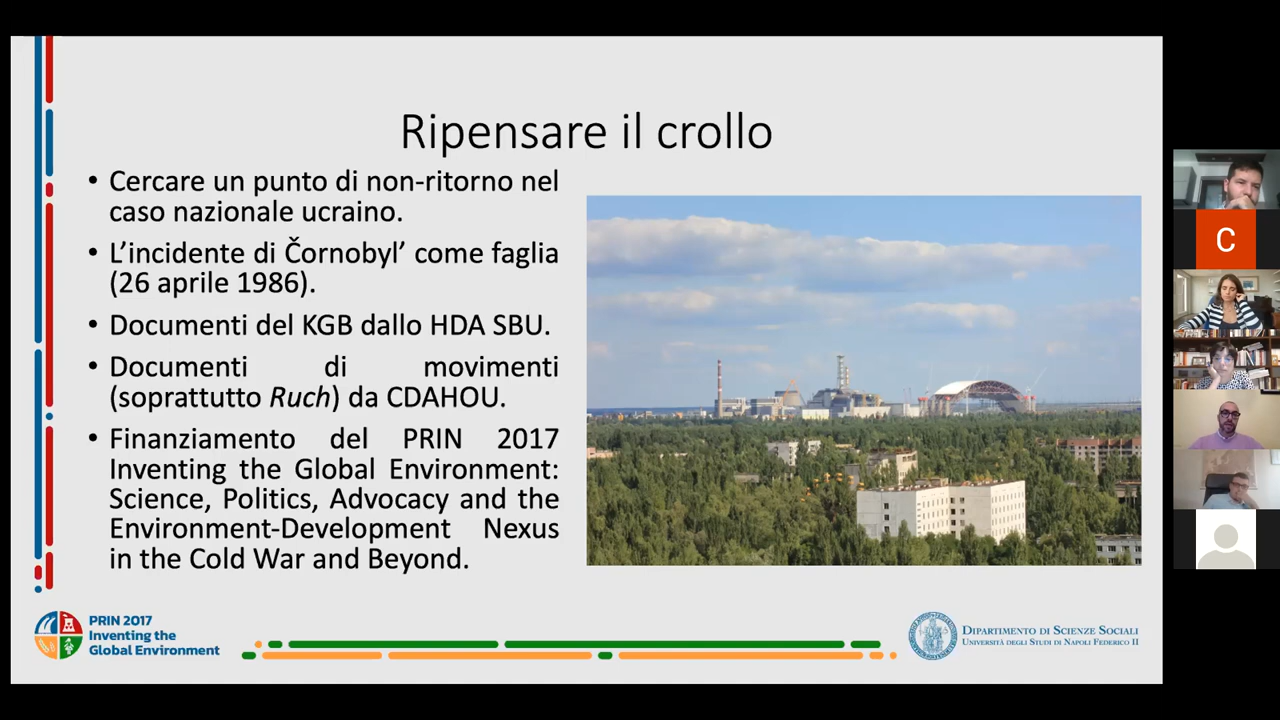 Ripensare il crollo
• Cercare un punto di non-ritorno nel
caso nazionale ucraino.
• L’incidente di Čornobyl’ come faglia
(26 aprile 1986).
• Documenti del KGB dallo HDA SBU.
• Documenti di movimenti
(soprattutto Ruch) da CDAHOU.
• Finanziamento del PRIN 2017
Inventing the Global Environment:
Science, Politics, Advocacy and the
Environment-Development Nexus
in the Cold War and Beyond.
PRIN 2017
Inventing the
Global Environment
Dipartimento di Scienze Sociali
Università degli Studi di Napoli Federico II
C